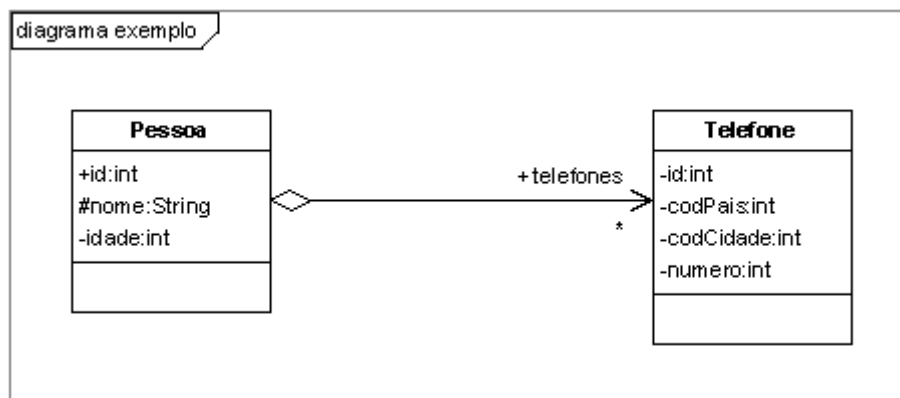 diagrama exemplo
Pessoa
+id:int
#nome:String
-idade:int
+telefones
*
Telefone
-id:int
-codPais:int
-codCidade:int
-numero:int